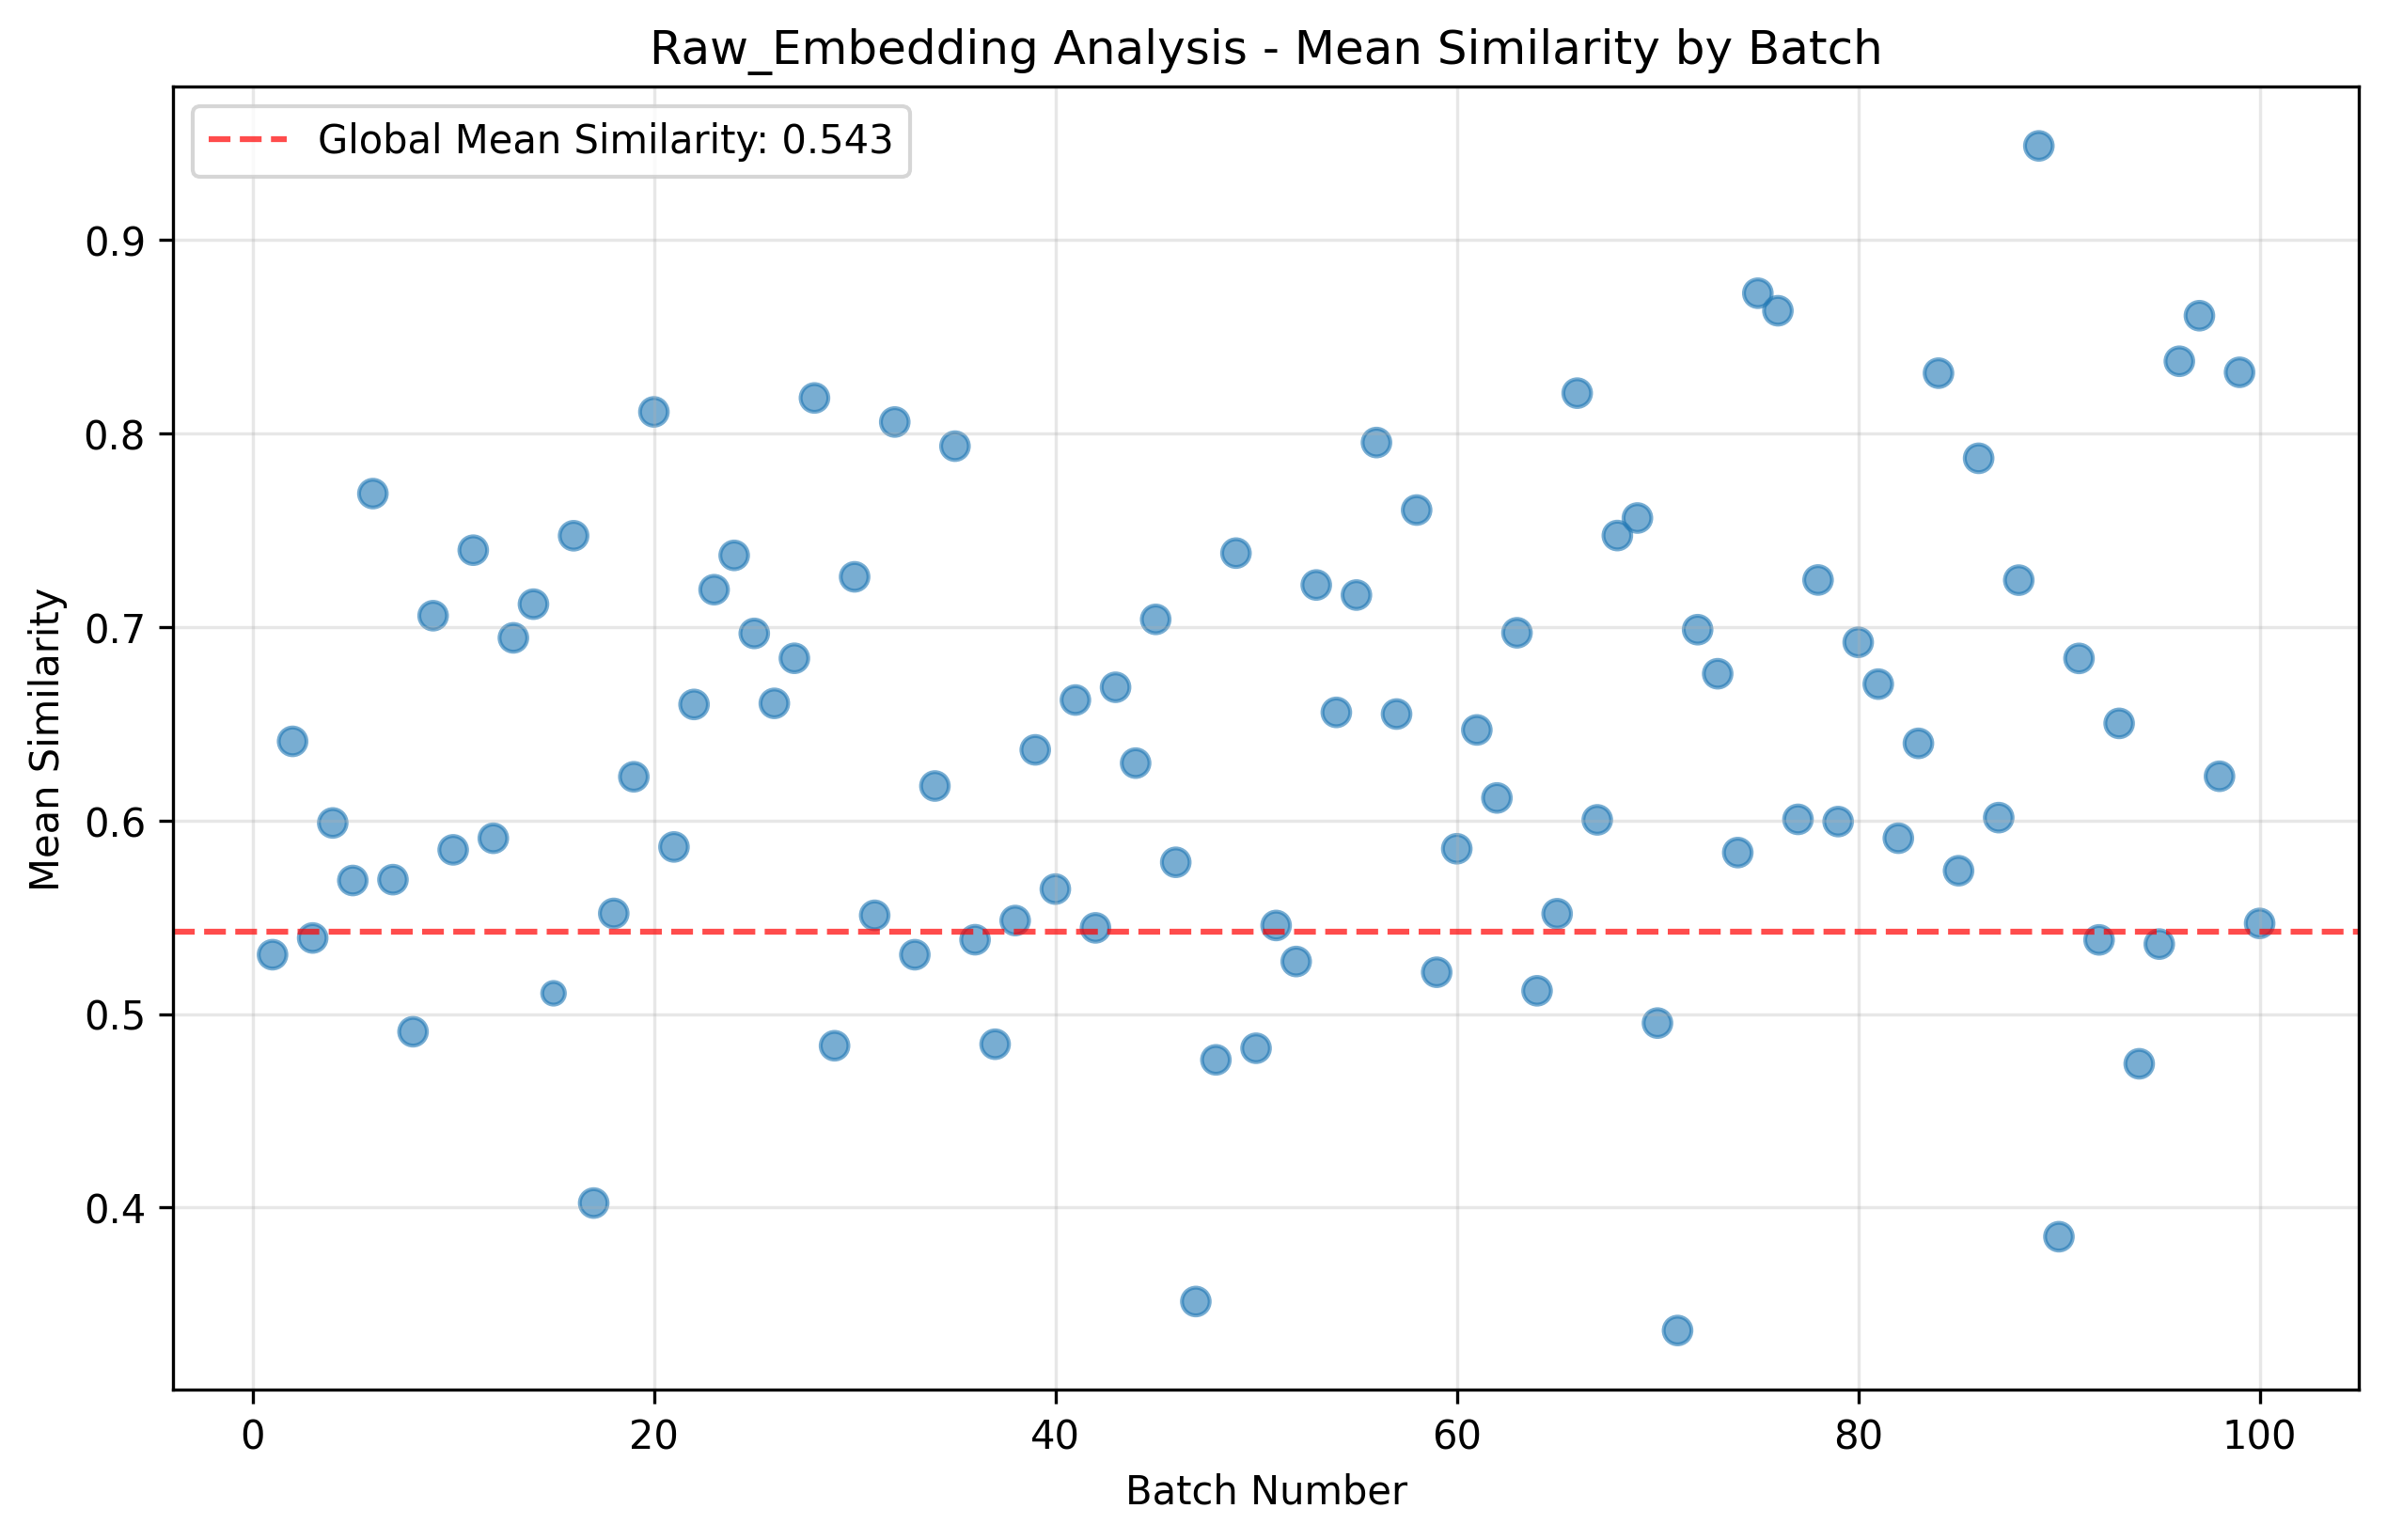 Raw_Embedding Analysis - Mean Similarity by Batch
Global Mean Similarity: 0.543
Mean Similarity
0.9
0.8
0.7
0.6
0.5
0.4
0 20 40 60 80 100
Batch Number